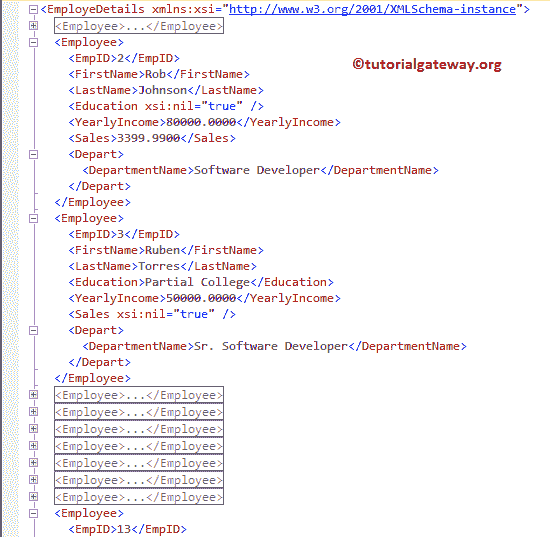 <EmployeDetails xmlns:xsi="http://www.w3.org/2001/XMLSchema-instance">
<Employee>...</Employee>
<Employee>
<EmpID>2</EmpID>
©tutorialgateway.org
<FirstName>Rob</FirstName>
<LastName>Johnson</LastName>
<Education xsi:nil="true" />
<YearlyIncome>80000.0000</YearlyIncome>
<Sales>3399.9900</Sales>
<Depart>
<DepartmentName>Software Developer</DepartmentName>
</Depart>
</Employee>
<Employee>
<EmpID>3</EmpID>
<FirstName>Ruben</FirstName>
<LastName>Torres</LastName>
<Education>Partial College</Education>
<YearlyIncome>50000.0000</YearlyIncome>
<Sales xsi:nil="true" />
<Depart>
<DepartmentName>Sr. Software Developer</DepartmentName>
</Depart>
</Employee>
<Employee>...</Employee>
<Employee>...</Employee>
<Employee>...</Employee>
<Employee>...</Employee>
<Employee>...</Employee>
<Employee>...</Employee>
<Employee>...</Employee>
<Employee>
<EmpID>13</EmpID>